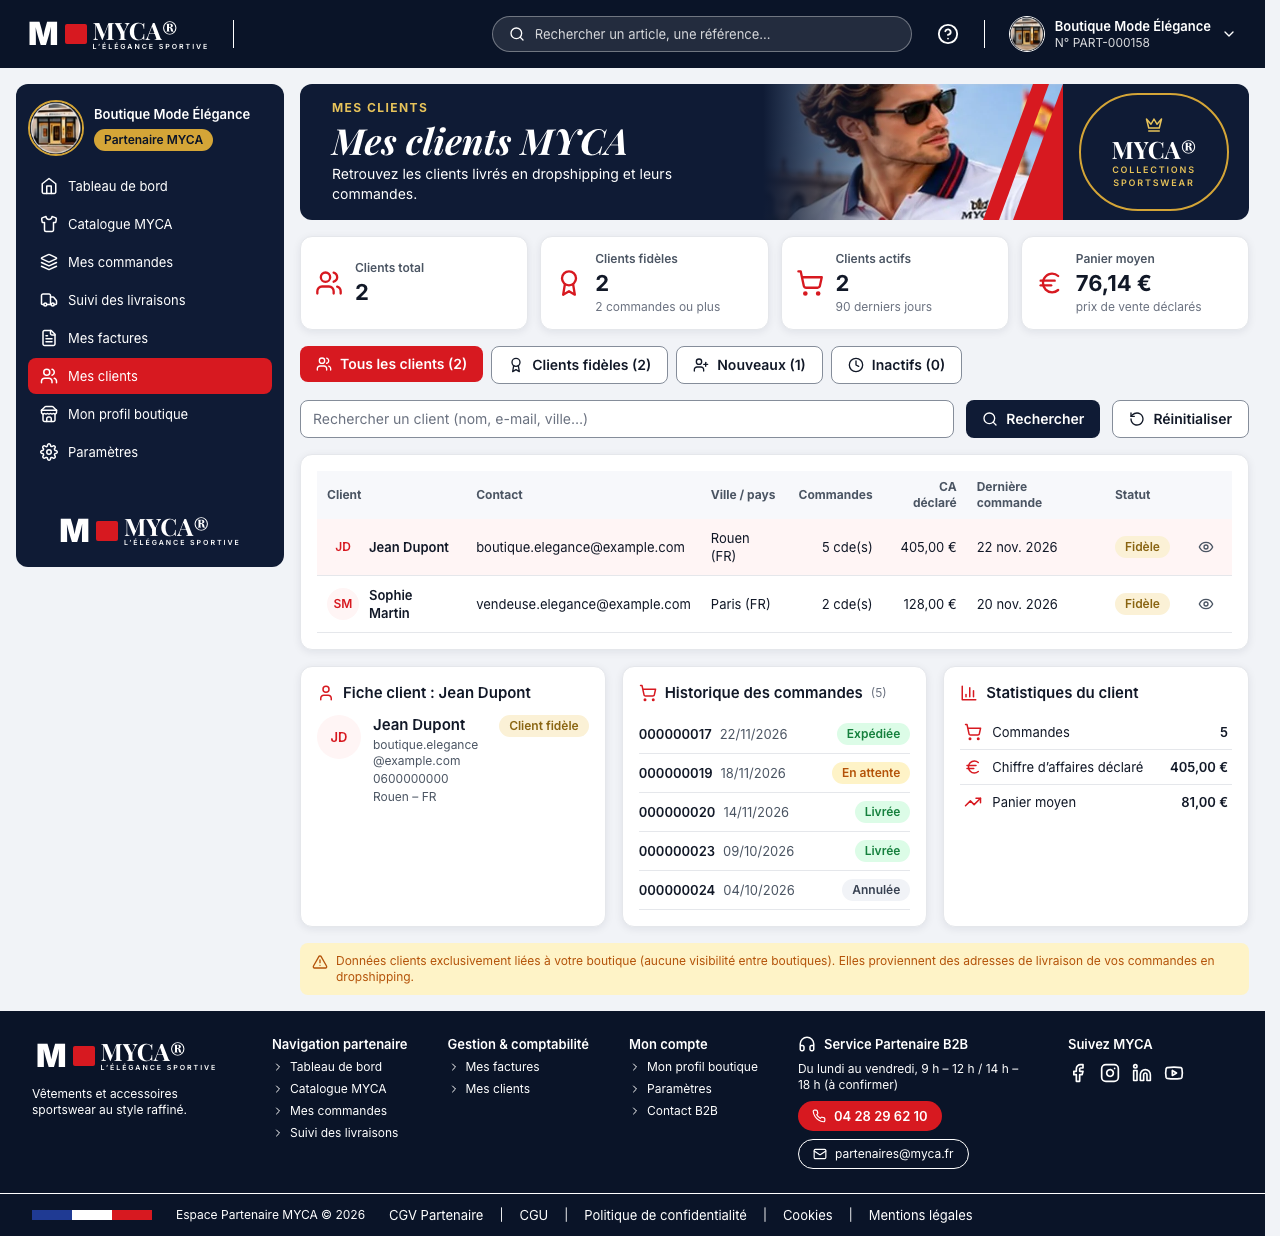 M MYCA®
L'ÉLÉGANCE SPORTIVE
Rechercher un article, une référence...
Boutique Mode Élégance
N° PART-000158
Boutique Mode Élégance
Partenaire MYCA
Tableau de bord
Catalogue MYCA
Mes commandes
Suivi des livraisons
Mes factures
Mes clients
Mon profil boutique
Paramètres
M MYCA®
L'ÉLÉGANCE SPORTIVE
MES CLIENTS
Mes clients MYCA
Retrouvez les clients livrés en dropshipping et leurs
commandes.
MYCA®
COLLECTIONS
SPORTSWEAR
Clients total
2
Clients fidèles
2
2 commandes ou plus
Clients actifs
2
90 derniers jours
Panier moyen
76,14 €
prix de vente déclarés
Tous les clients (2)
Clients fidèles (2)
Nouveaux (1)
Inactifs (0)
Rechercher un client (nom, e-mail, ville...)
Rechercher
Réinitialiser
Client Contact Ville / pays Commandes CA déclaré Dernière commande Statut
JD Jean Dupont boutique.elegance@example.com Rouen (FR) 5 cde(s) 405,00 € 22 nov. 2026 Fidèle
SM Sophie Martin vendeuse.elegance@example.com Paris (FR) 2 cde(s) 128,00 € 20 nov. 2026 Fidèle
Fiche client : Jean Dupont
JD Jean Dupont Client fidèle
boutique.elegance
@example.com
0600000000
Rouen – FR
Historique des commandes (5)
000000017 22/11/2026 Expédiée
000000019 18/11/2026 En attente
000000020 14/11/2026 Livrée
000000023 09/10/2026 Livrée
000000024 04/10/2026 Annulée
Statistiques du client
Commandes 5
Chiffre d’affaires déclaré 405,00 €
Panier moyen 81,00 €
Données clients exclusivement liées à votre boutique (aucune visibilité entre boutiques). Elles proviennent des adresses de livraison de vos commandes en
dropshipping.
M MYCA®
L'ÉLÉGANCE SPORTIVE
Vêtements et accessoires
sportswear au style raffiné.
Navigation partenaire
Tableau de bord
Catalogue MYCA
Mes commandes
Suivi des livraisons
Gestion & comptabilité
Mes factures
Mes clients
Mon compte
Mon profil boutique
Paramètres
Contact B2B
Service Partenaire B2B
Du lundi au vendredi, 9 h – 12 h / 14 h –
18 h (à confirmer)
04 28 29 62 10
partenaires@myca.fr
Suivez MYCA
Espace Partenaire MYCA © 2026 CGV Partenaire | CGU | Politique de confidentialité | Cookies | Mentions légales